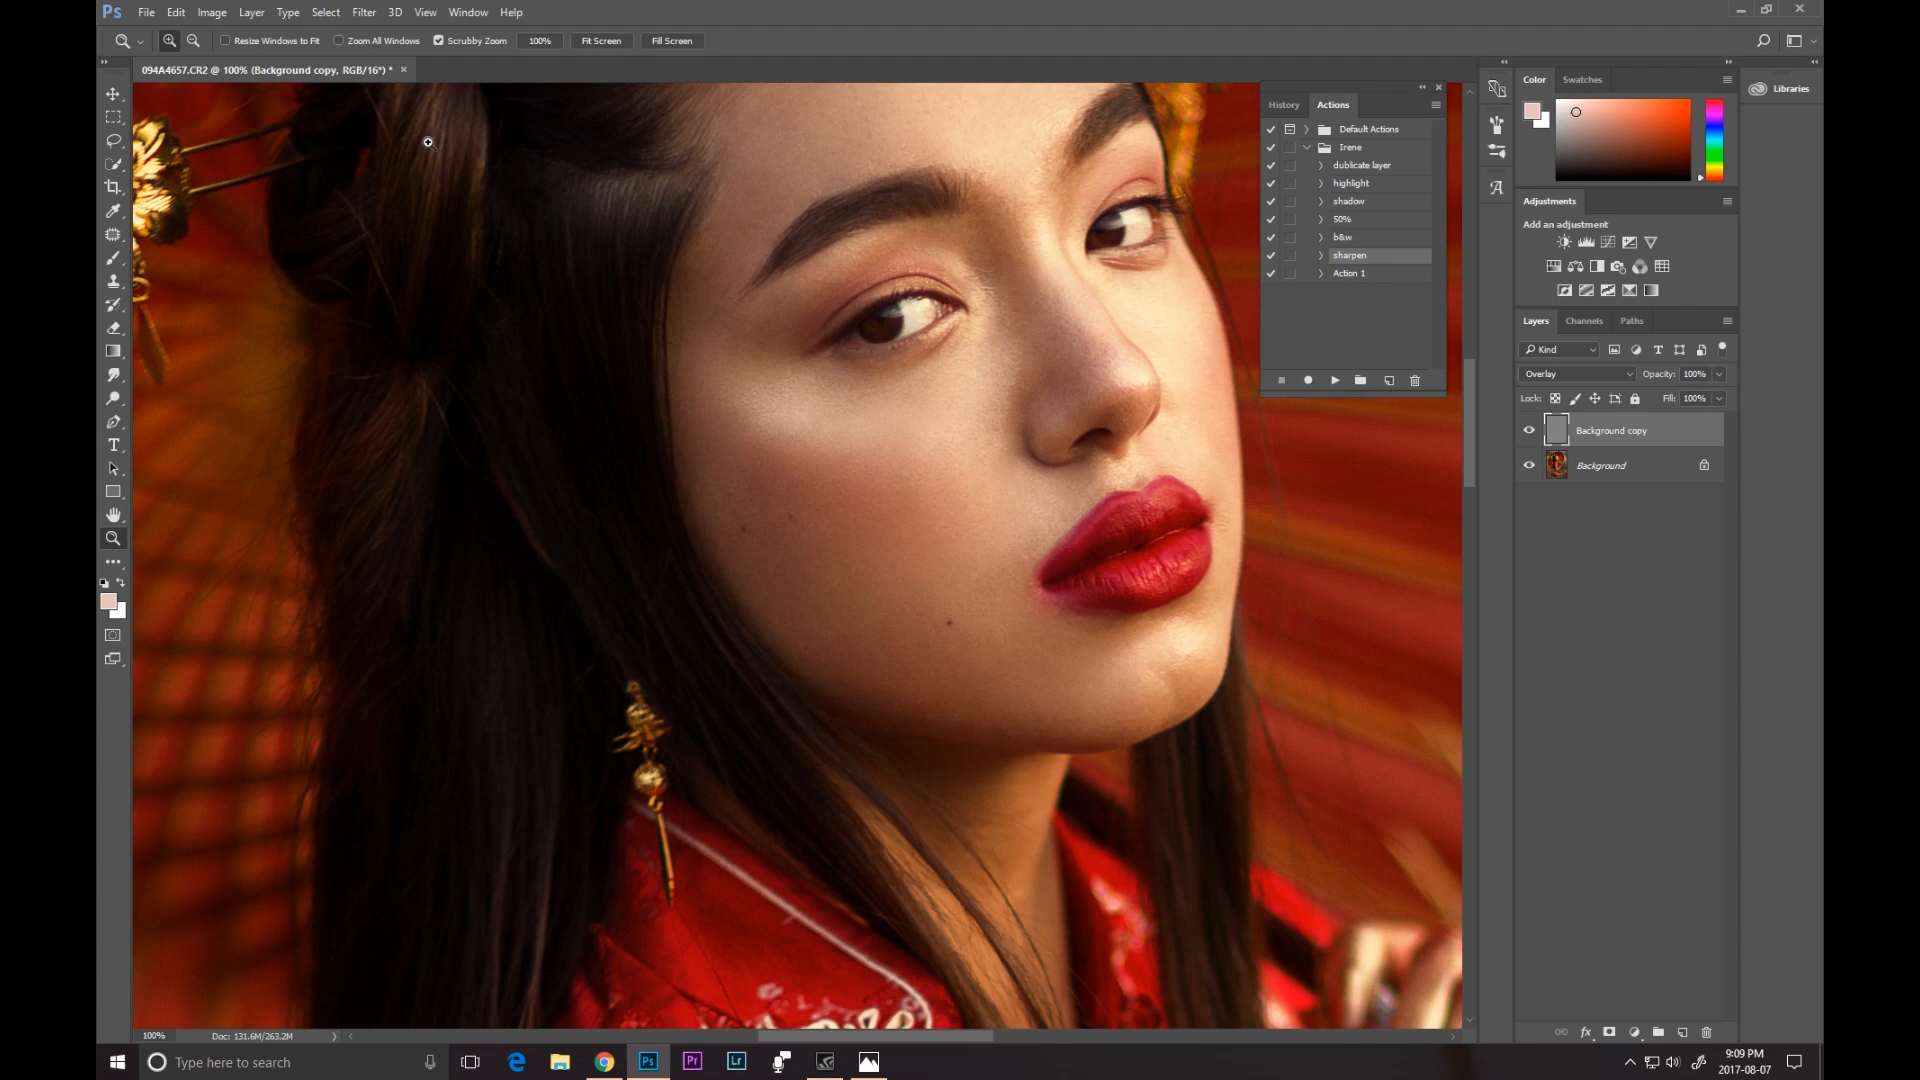 Ps File Edit Image Layer Type Select Filter 3D View Window Help
Resize Windows to Fit Zoom All Windows Scrubby Zoom 100% Fit Screen Fill Screen
094A4657.CR2 @ 100% (Background copy, RGB/16*) *
History Actions
Default Actions
Irene
dublicate layer
highlight
shadow
50%
b&w
sharpen
Action 1
Color Swatches
Libraries
Adjustments
Add an adjustment
Layers Channels Paths
Kind
Overlay Opacity: 100%
Lock: Fill: 100%
Background copy
Background
fx
100% Doc: 131.6M/263.2M
Type here to search
Ps Pr Lr
9:09 PM
2017-08-07